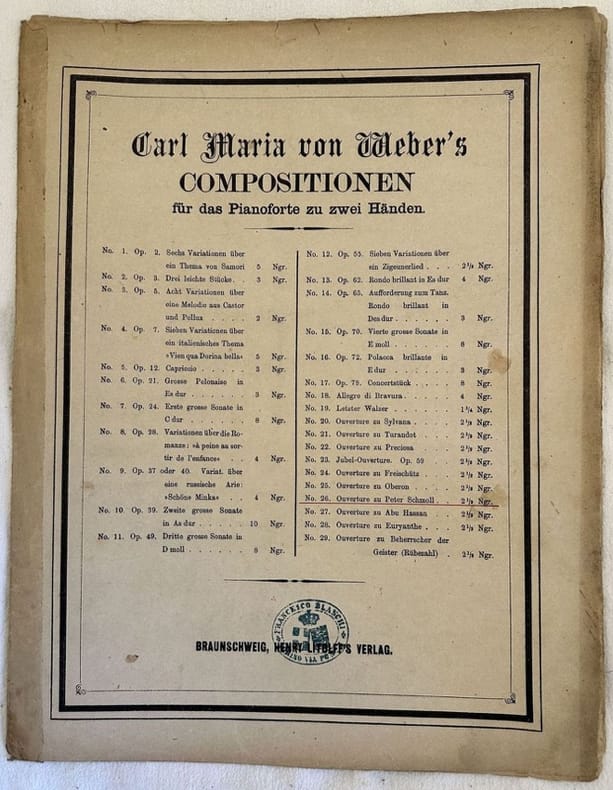 Carl Maria von Weber's
COMPOSITIONEN
für das Pianoforte zu zwei Händen.
No. 1. Op. 2. Sechs Variationen über
ein Thema von Samori 5 Ngr.
No. 2. Op. 3. Drei leichte Stücke . . 3 Ngr.
No. 3. Op. 5. Acht Variationen über
eine Melodie aus Castor
und Pollux . . . . 2 Ngr.
No. 4. Op. 7. Sieben Variationen über
ein italienisches Thema
»Vien qua Dorina bella« 5 Ngr.
No. 5. Op. 12. Capriccio . . . . . 3 Ngr.
No. 6. Op. 21. Grosse Polonaise in
Es dur . . . . . . 3 Ngr.
No. 7. Op. 24. Erste grosse Sonate in
C dur . . . . . . 8 Ngr.
No. 8. Op. 28. Variationen über die Ro-
manze: »À peine au sor-
tir de l'enfance« . . 4 Ngr.
No. 9. Op. 37 oder 40. Variat. über
eine russische Arie:
»Schöne Minka« . . 4 Ngr.
No. 10. Op. 39. Zweite grosse Sonate
in As dur . . . . . 10 Ngr.
No. 11. Op. 49. Dritte grosse Sonate in
D moll . . . . . . 8 Ngr.
No. 12. Op. 55. Sieben Variationen über
ein Zigeunerlied . . . 2½ Ngr.
No. 13. Op. 62. Rondo brillant in Es dur 4 Ngr.
No. 14. Op. 65. Aufforderung zum Tanz.
Rondo brillant in
Des dur . . . . . . 3 Ngr.
No. 15. Op. 70. Vierte grosse Sonate in
E moll . . . . . . 8 Ngr.
No. 16. Op. 72. Polacca brillante in
E dur . . . . . . 3 Ngr.
No. 17. Op. 79. Concertstück . . . . . 8 Ngr.
No. 18. Allegro di Bravura . . . . . 4 Ngr.
No. 19. Letzter Walzer . . . . . . 1¼ Ngr.
No. 20. Ouverture zu Sylvana . . . . 2½ Ngr.
No. 21. Ouverture zu Turandot . . . 2½ Ngr.
No. 22. Ouverture zu Preciosa . . . 2½ Ngr.
No. 23. Jubel-Ouverture. Op. 59 . . 2½ Ngr.
No. 24. Ouverture zu Freischütz . . . 2½ Ngr.
No. 25. Ouverture zu Oberon . . . . 2½ Ngr.
No. 26. Ouverture zu Peter Schmoll . . 2½ Ngr.
No. 27. Ouverture zu Abu Hassan 2½ Ngr.
No. 28. Ouverture zu Euryanthe . . . 2½ Ngr.
No. 29. Ouverture zu Beherrscher der
Geister (Rübezahl) . 2½ Ngr.
FRANCESCO BLANCHI
TORINO VIA PO
BRAUNSCHWEIG, HENRY LITOLFF'S VERLAG.